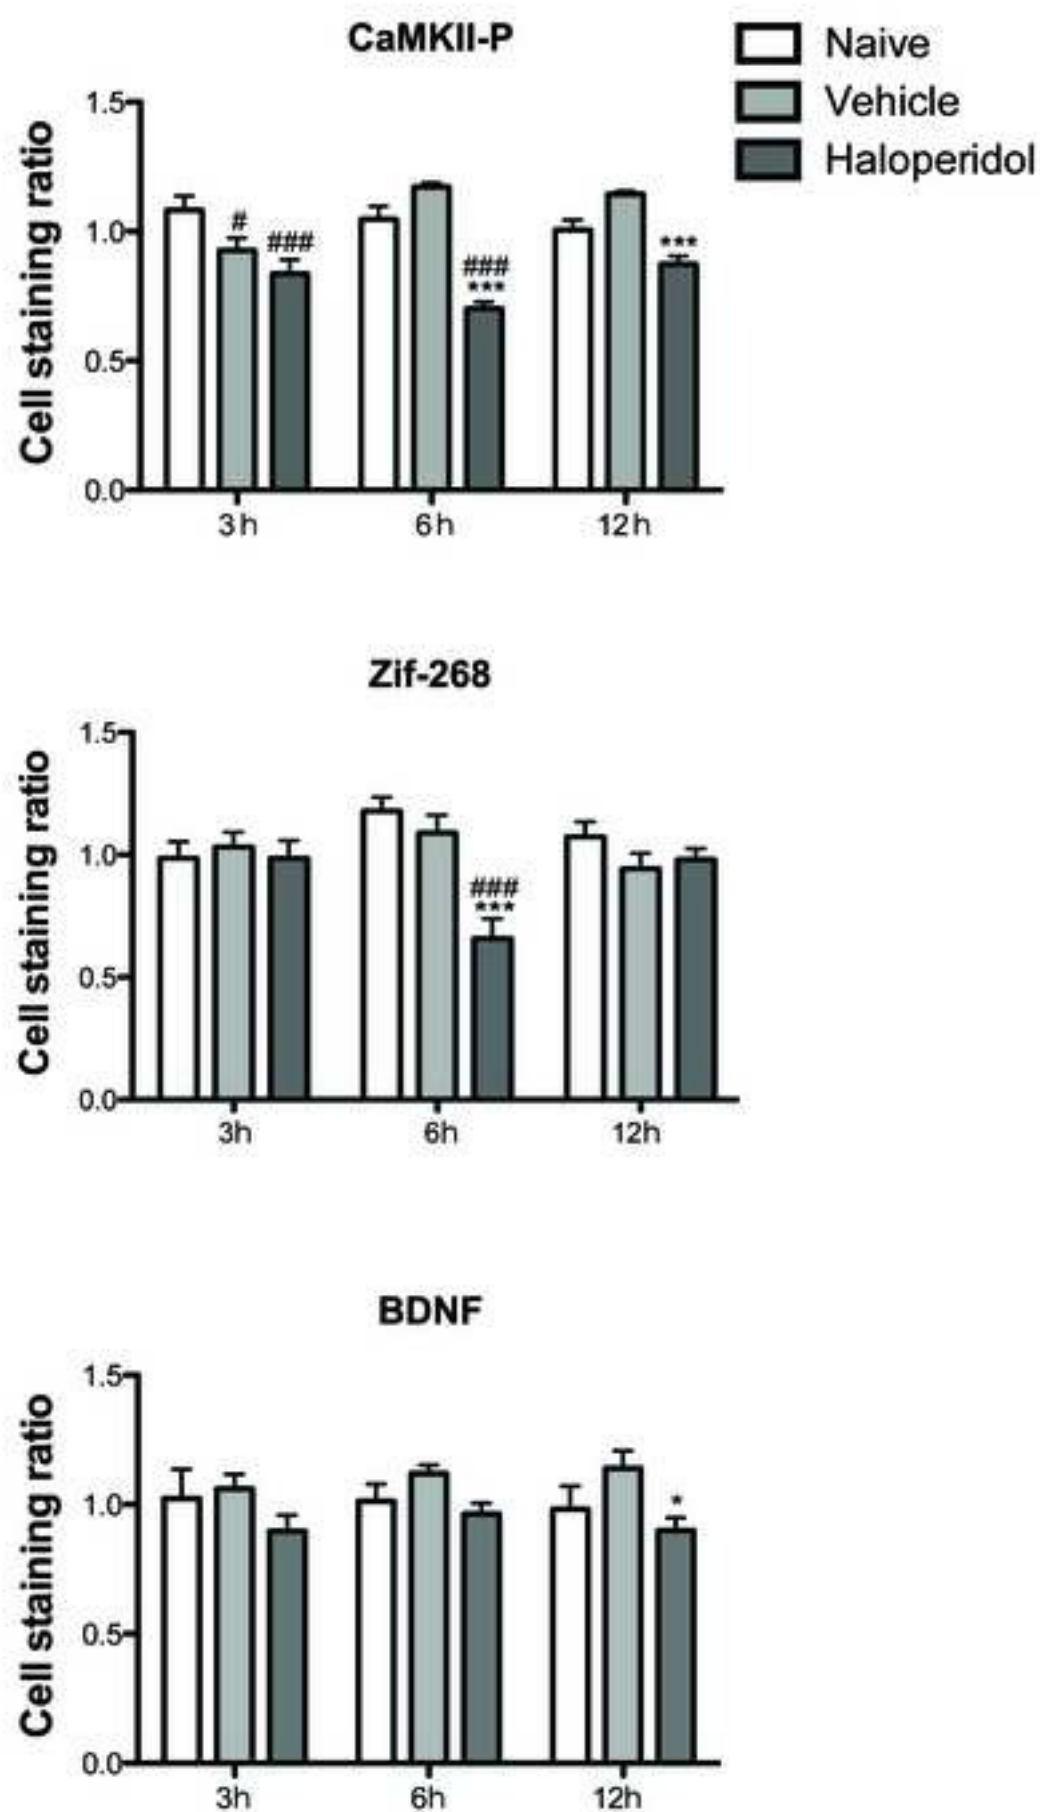 CaMKII-P
Naive
Vehicle
Haloperidol
Cell staining ratio
1.5
1.0
0.5
0.0
#
###
###
***
***
3h
6h
12h
Zif-268
Cell staining ratio
1.5
1.0
0.5
0.0
###
***
3h
6h
12h
BDNF
Cell staining ratio
1.5
1.0
0.5
0.0
*
3h
6h
12h